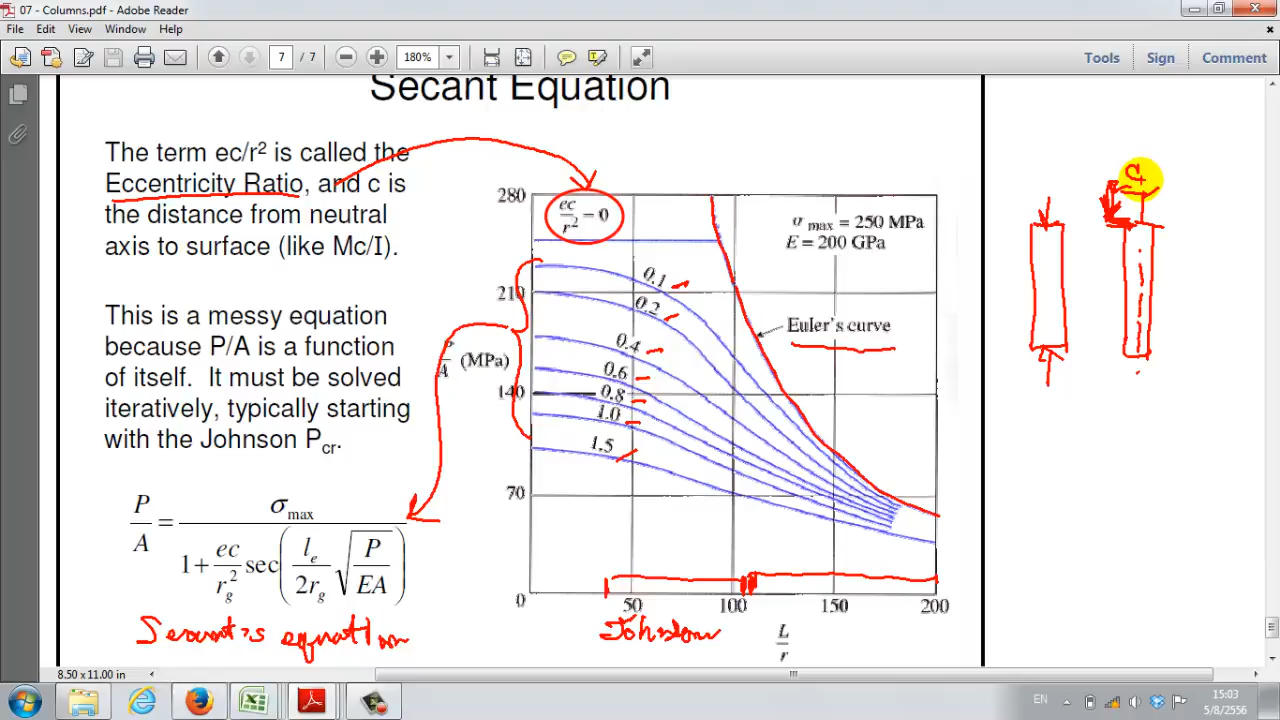 07 - Columns.pdf - Adobe Reader
File Edit View Window Help
7 / 7 180% Tools Sign Comment
Secant Equation
The term ec/r² is called the
Eccentricity Ratio, and c is
the distance from neutral
axis to surface (like Mc/I).
This is a messy equation
because P/A is a function
of itself. It must be solved
iteratively, typically starting
with the Johnson Pcr.
P/A = σmax / (1 + ec/rg² sec(le/2rg √(P/EA)))
Secant's equation
280
210
140
70
0
A (MPa)
ec/r² = 0
0.1
0.2
0.4
0.6
0.8
1.0
1.5
σ max = 250 MPa
E = 200 GPa
Euler's curve
50 100 150 200
Johnson
L/r
8.50 x 11.00 in
EN
15:03
5/8/2556